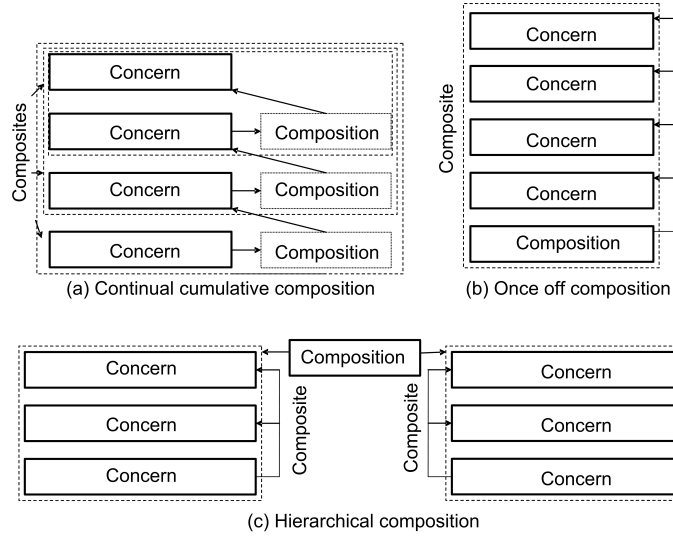 Composites
Concern
Concern
Composition
Concern
Composition
Concern
Composition
(a) Continual cumulative composition
Composite
Concern
Concern
Concern
Concern
Composition
(b) Once off composition
Composition
Concern
Concern
Concern
Composite
Composite
Concern
Concern
Concern
(c) Hierarchical composition